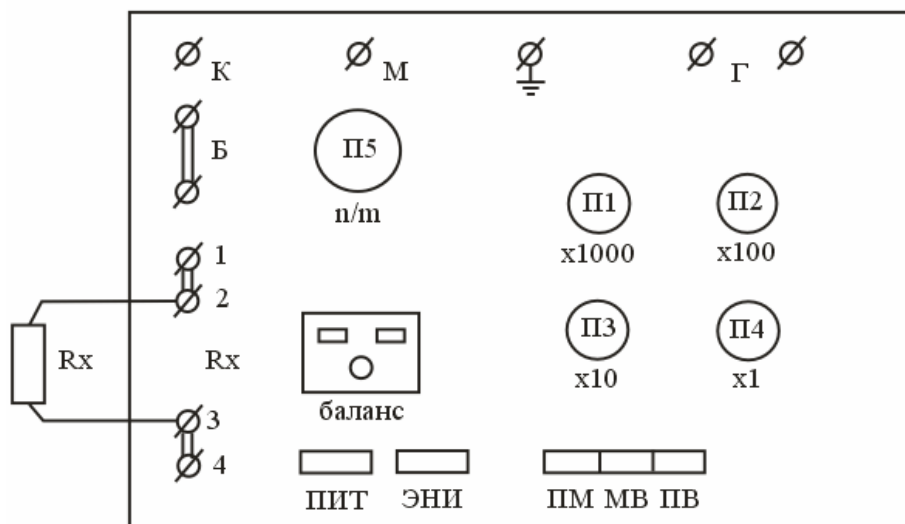 К
М
Г
Б
П5
n/m
П1
П2
x1000
x100
1
2
Rx
Rx
П3
П4
x10
x1
баланс
3
4
ПИТ
ЭНИ
ПМ
МВ
ПВ